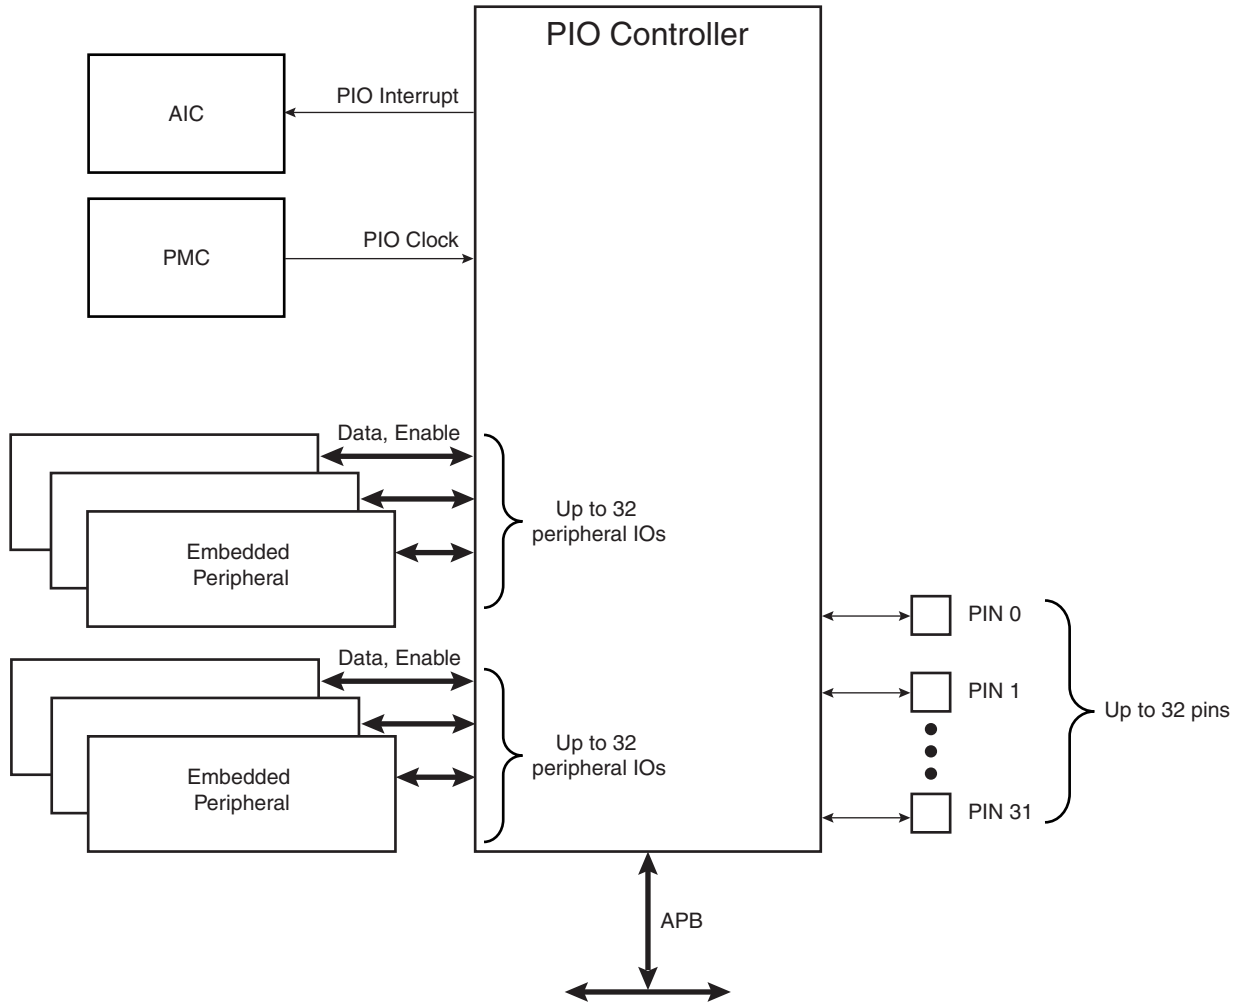 PIO Controller
PIO Interrupt
AIC
PIO Clock
PMC
Data, Enable
Up to 32
peripheral IOs
Embedded
Peripheral
PIN 0
Data, Enable
PIN 1
Up to 32 pins
Up to 32
peripheral IOs
Embedded
Peripheral
PIN 31
APB